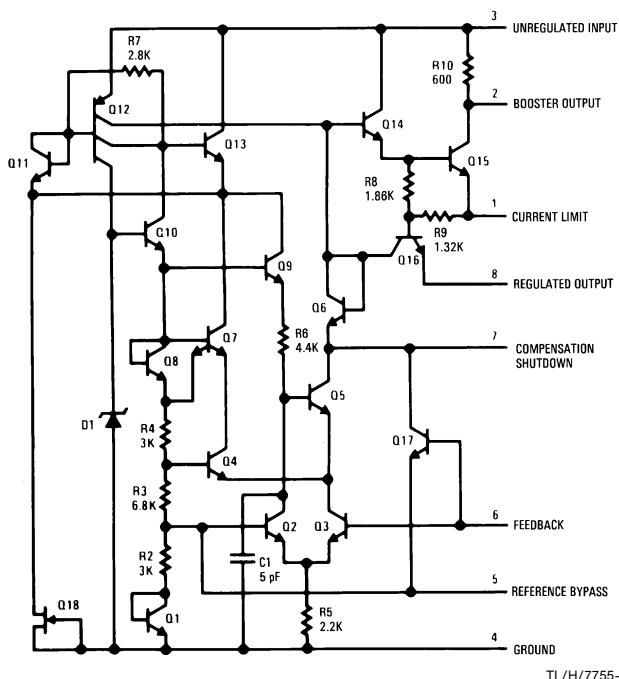 3
UNREGULATED INPUT
R7
2.8K
R10
600
Q12
2
BOOSTER OUTPUT
Q14
Q11
Q13
Q15
R8
1.86K
1
CURRENT LIMIT
R9
1.32K
Q10
Q16
Q9
8
REGULATED OUTPUT
Q6
R6
4.4K
Q7
7
COMPENSATION
SHUTDOWN
Q8
Q5
D1
R4
3K
Q17
Q4
R3
6.8K
6
FEEDBACK
Q2
Q3
R2
3K
C1
5 pF
5
REFERENCE BYPASS
Q18
Q1
R5
2.2K
4
GROUND
TL/H/7755-